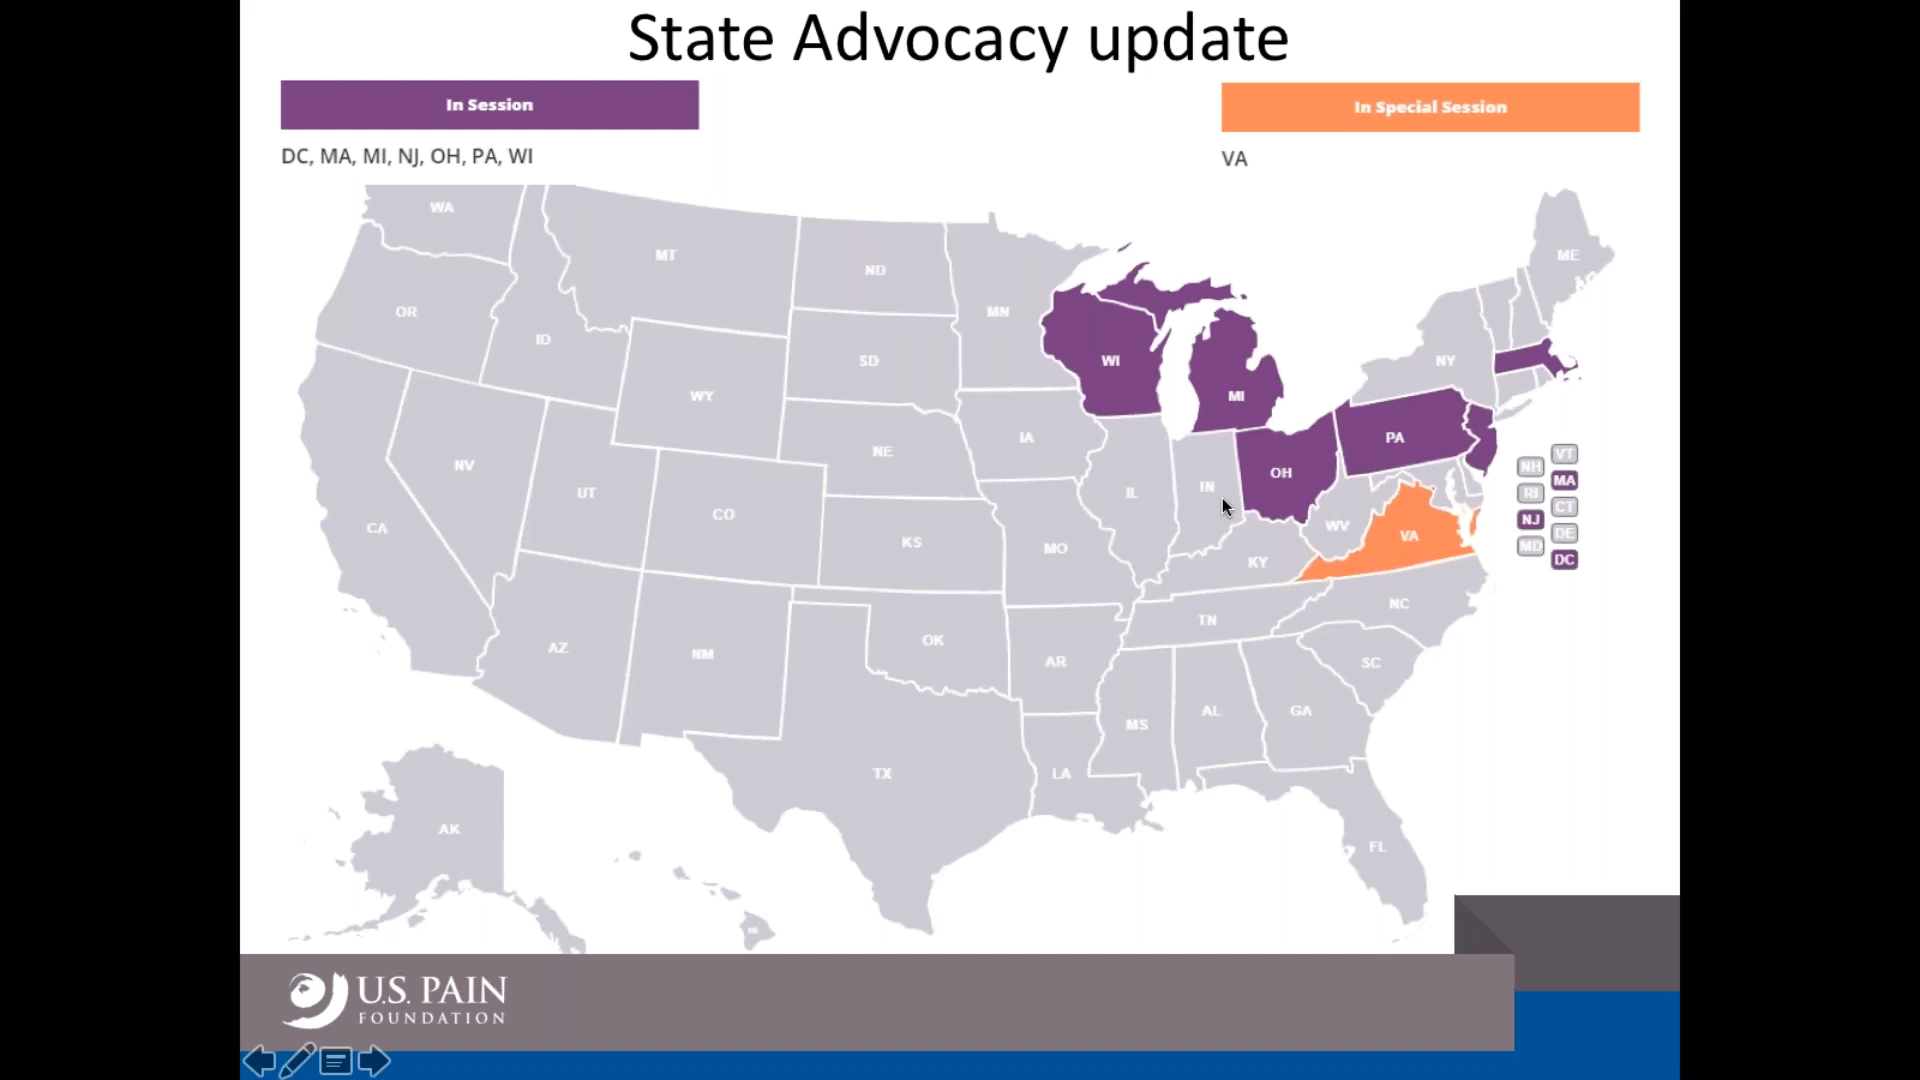 State Advocacy update
In Session
In Special Session
DC, MA, MI, NJ, OH, PA, WI
VA
WA
MT
ND
MN
ME
OR
ID
SD
WI
NY
WY
MI
IA
PA
NE
NV
UT
CO
IL
IN
OH
VT
NH
MA
RI
CT
NJ
DE
MD
DC
CA
KS
MO
WV
VA
KY
AZ
NM
OK
AR
TN
NC
SC
MS
AL
GA
TX
LA
FL
AK
HI
U.S. PAIN
FOUNDATION